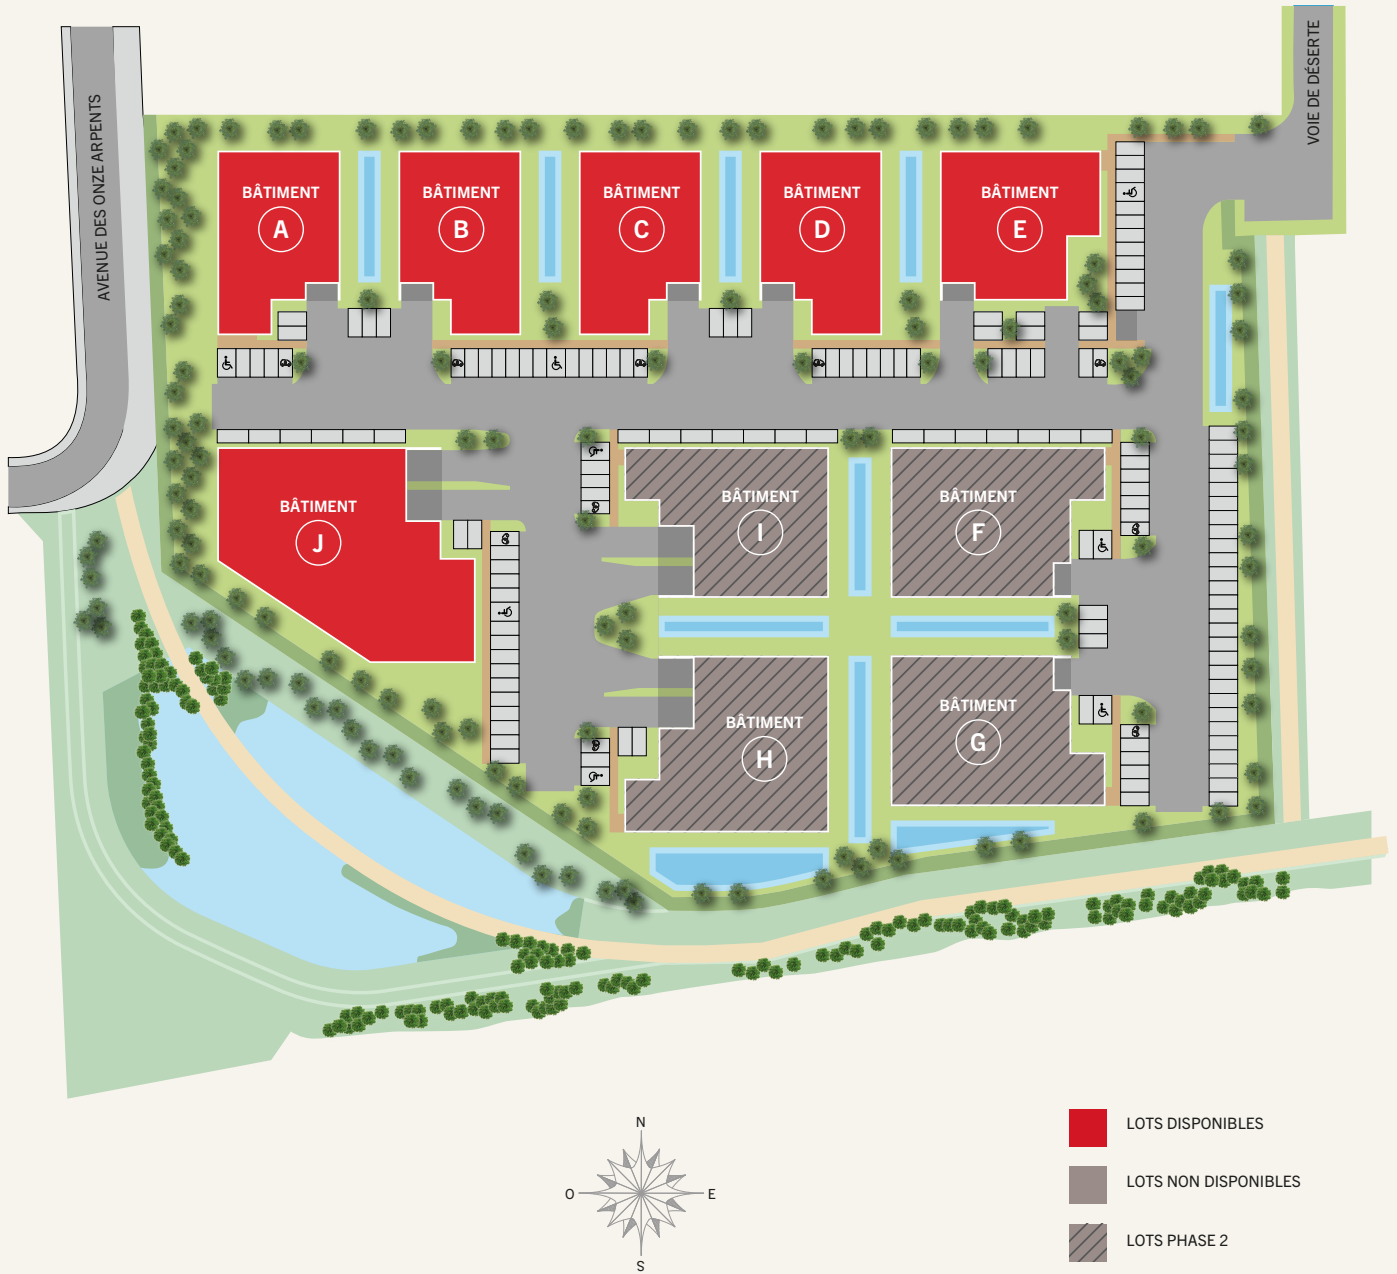 AVENUE DES ONZE ARPENTS
VOIE DE DÉSERTE
BÂTIMENT
A
BÂTIMENT
B
BÂTIMENT
C
BÂTIMENT
D
BÂTIMENT
E
BÂTIMENT
J
BÂTIMENT
I
BÂTIMENT
F
BÂTIMENT
H
BÂTIMENT
G
N
O
E
S
LOTS DISPONIBLES
LOTS NON DISPONIBLES
LOTS PHASE 2